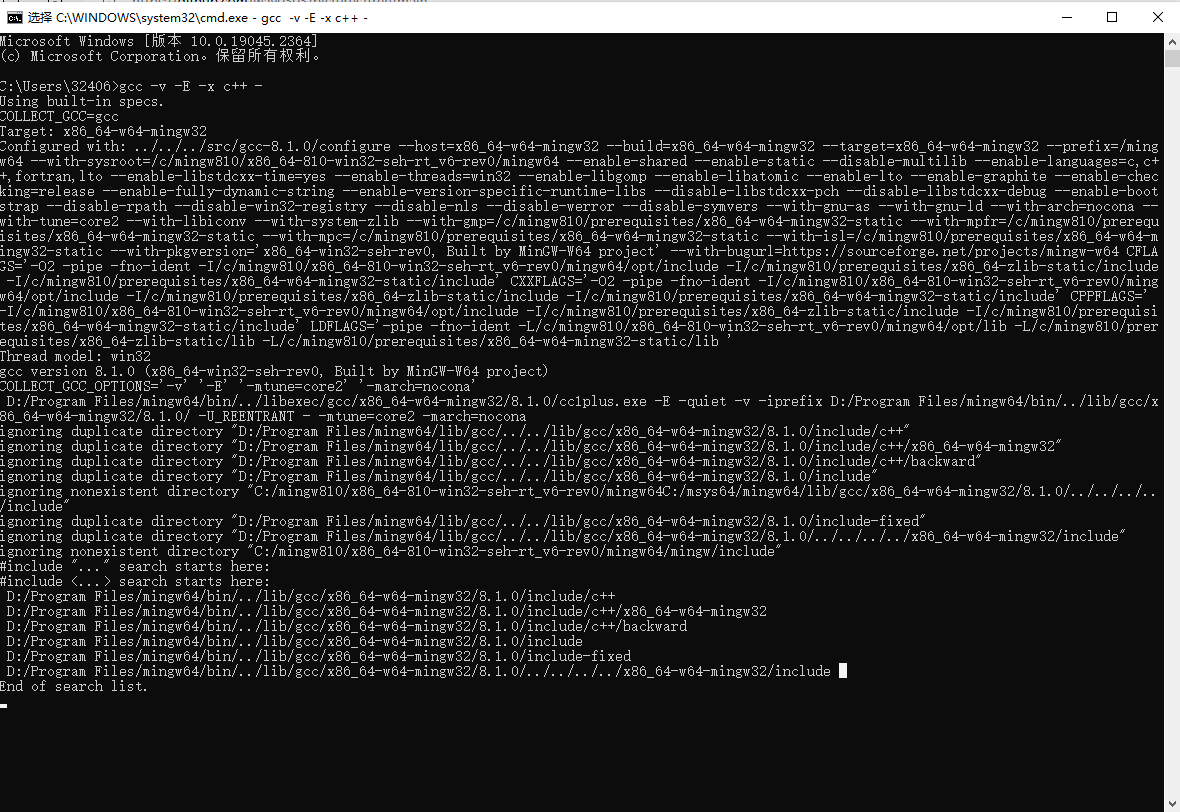 选择 C:\WINDOWS\system32\cmd.exe - gcc  -v -E -x c++ -
Microsoft Windows [版本 10.0.19045.2364]
(c) Microsoft Corporation。保留所有权利。
C:\Users\32406>gcc -v -E -x c++ -
Using built-in specs.
COLLECT_GCC=gcc
Target: x86_64-w64-mingw32
Configured with: ../../../src/gcc-8.1.0/configure --host=x86_64-w64-mingw32 --build=x86_64-w64-mingw32 --target=x86_64-w64-mingw32 --prefix=/ming
w64 --with-sysroot=/c/mingw810/x86_64-810-win32-seh-rt_v6-rev0/mingw64 --enable-shared --enable-static --disable-multilib --enable-languages=c,c+
+,fortran,lto --enable-libstdcxx-time=yes --enable-threads=win32 --enable-libgomp --enable-libatomic --enable-lto --enable-graphite --enable-chec
king=release --enable-fully-dynamic-string --enable-version-specific-runtime-libs --disable-libstdcxx-pch --disable-libstdcxx-debug --enable-boot
strap --disable-rpath --disable-win32-registry --disable-nls --disable-werror --disable-symvers --with-gnu-as --with-gnu-ld --with-arch=nocona --
with-tune=core2 --with-libiconv --with-system-zlib --with-gmp=/c/mingw810/prerequisites/x86_64-w64-mingw32-static --with-mpfr=/c/mingw810/prerequ
isites/x86_64-w64-mingw32-static --with-mpc=/c/mingw810/prerequisites/x86_64-w64-mingw32-static --with-isl=/c/mingw810/prerequisites/x86_64-w64-m
ingw32-static --with-pkgversion='x86_64-win32-seh-rev0, Built by MinGW-W64 project' --with-bugurl=https://sourceforge.net/projects/mingw-w64 CFLA
GS='-O2 -pipe -fno-ident -I/c/mingw810/x86_64-810-win32-seh-rt_v6-rev0/mingw64/opt/include -I/c/mingw810/prerequisites/x86_64-zlib-static/include
 -I/c/mingw810/prerequisites/x86_64-w64-mingw32-static/include' CXXFLAGS='-O2 -pipe -fno-ident -I/c/mingw810/x86_64-810-win32-seh-rt_v6-rev0/ming
w64/opt/include -I/c/mingw810/prerequisites/x86_64-zlib-static/include -I/c/mingw810/prerequisites/x86_64-w64-mingw32-static/include' CPPFLAGS=' 
-I/c/mingw810/x86_64-810-win32-seh-rt_v6-rev0/mingw64/opt/include -I/c/mingw810/prerequisites/x86_64-zlib-static/include -I/c/mingw810/prerequisi
tes/x86_64-w64-mingw32-static/include' LDFLAGS='-pipe -fno-ident -L/c/mingw810/x86_64-810-win32-seh-rt_v6-rev0/mingw64/opt/lib -L/c/mingw810/prer
equisites/x86_64-zlib-static/lib -L/c/mingw810/prerequisites/x86_64-w64-mingw32-static/lib '
Thread model: win32
gcc version 8.1.0 (x86_64-win32-seh-rev0, Built by MinGW-W64 project)
COLLECT_GCC_OPTIONS='-v' '-E' '-mtune=core2' '-march=nocona'
 D:/Program Files/mingw64/bin/../libexec/gcc/x86_64-w64-mingw32/8.1.0/cc1plus.exe -E -quiet -v -iprefix D:/Program Files/mingw64/bin/../lib/gcc/x
86_64-w64-mingw32/8.1.0/ -U_REENTRANT - -mtune=core2 -march=nocona
ignoring duplicate directory "D:/Program Files/mingw64/lib/gcc/../../lib/gcc/x86_64-w64-mingw32/8.1.0/include/c++"
ignoring duplicate directory "D:/Program Files/mingw64/lib/gcc/../../lib/gcc/x86_64-w64-mingw32/8.1.0/include/c++/x86_64-w64-mingw32"
ignoring duplicate directory "D:/Program Files/mingw64/lib/gcc/../../lib/gcc/x86_64-w64-mingw32/8.1.0/include/c++/backward"
ignoring duplicate directory "D:/Program Files/mingw64/lib/gcc/../../lib/gcc/x86_64-w64-mingw32/8.1.0/include"
ignoring nonexistent directory "C:/mingw810/x86_64-810-win32-seh-rt_v6-rev0/mingw64C:/msys64/mingw64/lib/gcc/x86_64-w64-mingw32/8.1.0/../../../..
/include"
ignoring duplicate directory "D:/Program Files/mingw64/lib/gcc/../../lib/gcc/x86_64-w64-mingw32/8.1.0/include-fixed"
ignoring duplicate directory "D:/Program Files/mingw64/lib/gcc/../../lib/gcc/x86_64-w64-mingw32/8.1.0/../../../../x86_64-w64-mingw32/include"
ignoring nonexistent directory "C:/mingw810/x86_64-810-win32-seh-rt_v6-rev0/mingw64/mingw/include"
#include "..." search starts here:
#include <...> search starts here:
 D:/Program Files/mingw64/bin/../lib/gcc/x86_64-w64-mingw32/8.1.0/include/c++
 D:/Program Files/mingw64/bin/../lib/gcc/x86_64-w64-mingw32/8.1.0/include/c++/x86_64-w64-mingw32
 D:/Program Files/mingw64/bin/../lib/gcc/x86_64-w64-mingw32/8.1.0/include/c++/backward
 D:/Program Files/mingw64/bin/../lib/gcc/x86_64-w64-mingw32/8.1.0/include
 D:/Program Files/mingw64/bin/../lib/gcc/x86_64-w64-mingw32/8.1.0/include-fixed
 D:/Program Files/mingw64/bin/../lib/gcc/x86_64-w64-mingw32/8.1.0/../../../../x86_64-w64-mingw32/include
End of search list.